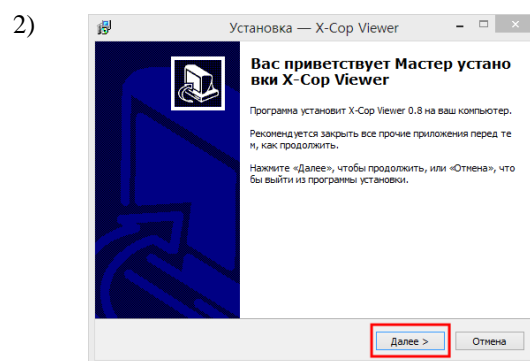 2)
Установка — X-Cop Viewer
Вас приветствует Мастер устано
вки X-Cop Viewer
Программа установит X-Cop Viewer 0.8 на ваш компьютер.
Рекомендуется закрыть все прочие приложения перед те
м, как продолжить.
Нажмите «Далее», чтобы продолжить, или «Отмена», что
бы выйти из программы установки.
Далее >
Отмена